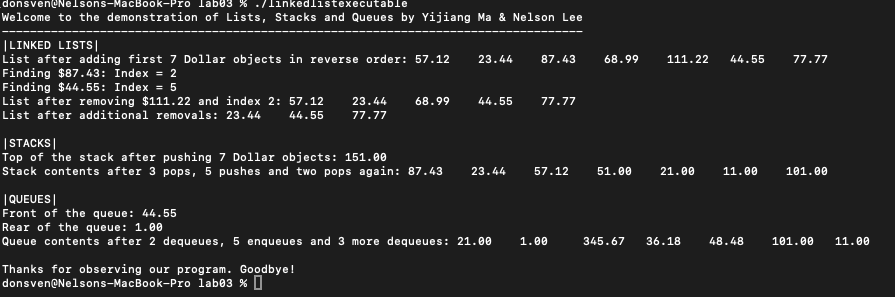 donsven@Nelsons-MacBook-Pro lab03 % ./linkedlistexecutable
Welcome to the demonstration of Lists, Stacks and Queues by Yijiang Ma & Nelson Lee
-----------------------------------------------------------------------------------
|LINKED LISTS|
List after adding first 7 Dollar objects in reverse order: 57.12    23.44    87.43    68.99    111.22   44.55    77.77
Finding $87.43: Index = 2
Finding $44.55: Index = 5
List after removing $111.22 and index 2: 57.12    23.44    68.99    44.55    77.77
List after additional removals: 23.44    44.55    77.77
|STACKS|
Top of the stack after pushing 7 Dollar objects: 151.00
Stack contents after 3 pops, 5 pushes and two pops again: 87.43    23.44    57.12    51.00    21.00    11.00    101.00
|QUEUES|
Front of the queue: 44.55
Rear of the queue: 1.00
Queue contents after 2 dequeues, 5 enqueues and 3 more dequeues: 21.00    1.00     345.67   36.18    48.48    101.00   11.00
Thanks for observing our program. Goodbye!
donsven@Nelsons-MacBook-Pro lab03 %